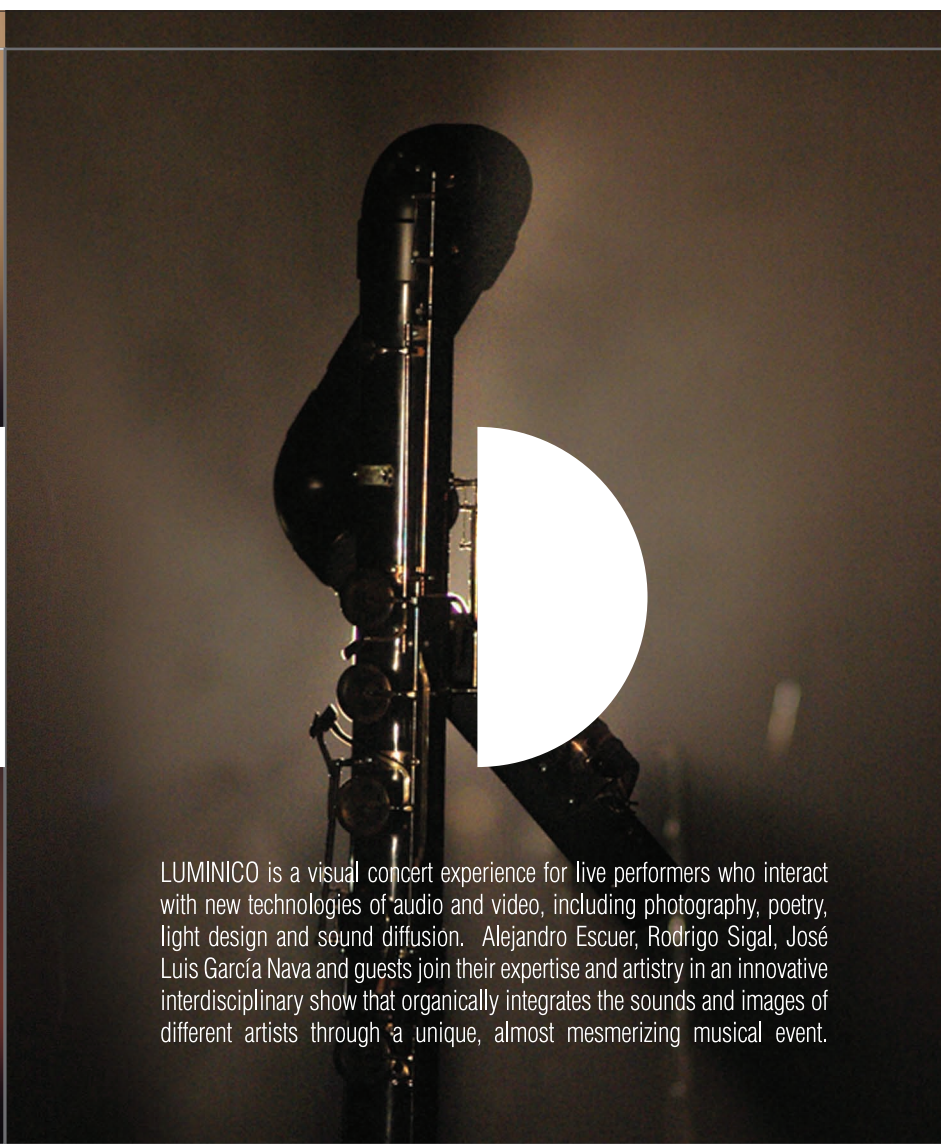 LUMINICO is a visual concert experience for live performers who interact
with new technologies of audio and video, including photography, poetry,
light design and sound diffusion.  Alejandro Escuer, Rodrigo Sigal, José
Luis García Nava and guests join their expertise and artistry in an innovative
interdisciplinary show that organically integrates the sounds and images of
different artists through a unique, almost mesmerizing musical event.